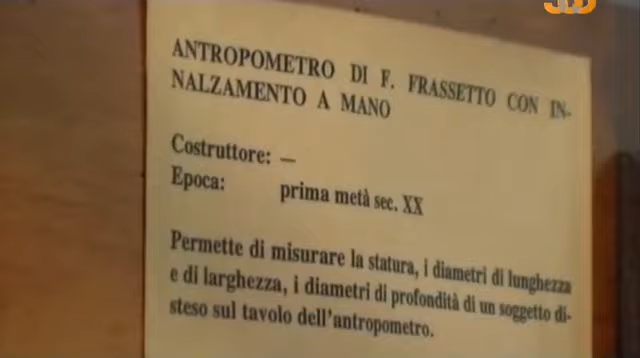 ANTROPOMETRO DI F. FRASSETTO CON IN-
NALZAMENTO A MANO
Costruttore: —
Epoca: prima metà sec. XX
Permette di misurare la statura, i diametri di lunghezza
e di larghezza, i diametri di profondità di un soggetto di-
steso sul tavolo dell'antropometro.